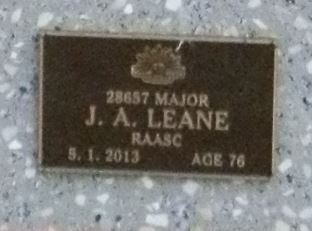 28657 MAJOR
J. A. LEANE
RAASC
5. 1. 2013 AGE 76